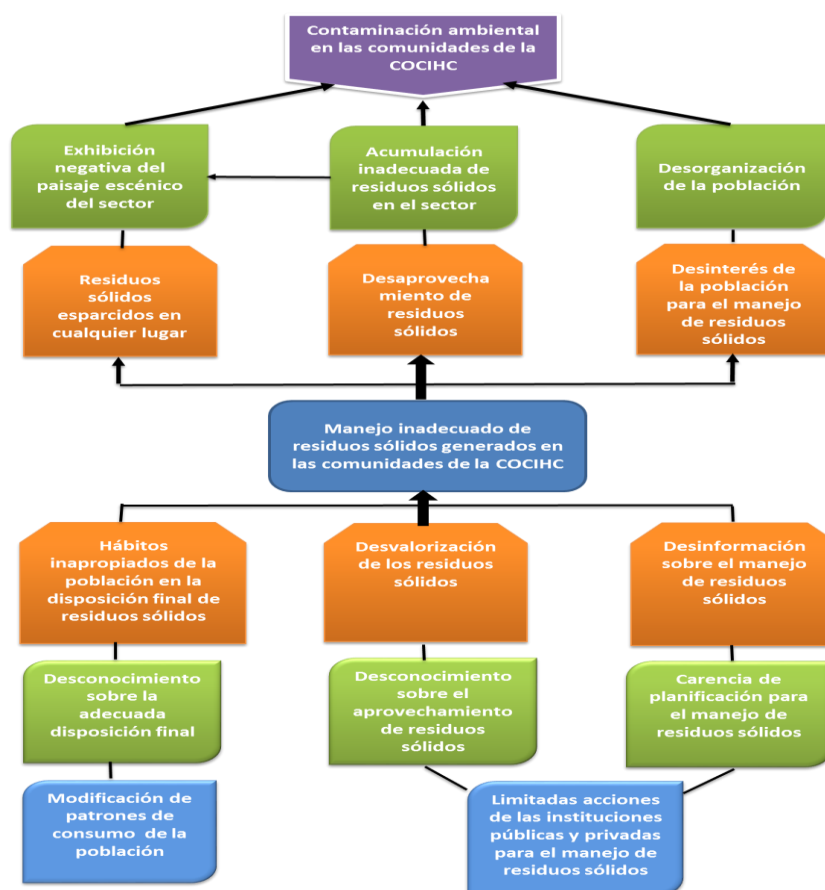 Contaminación ambiental
en las comunidades de la
COCIHC
Exhibición
negativa del
paisaje escénico
del sector
Acumulación
inadecuada de
residuos sólidos
en el sector
Desorganización
de la población
Residuos
sólidos
esparcidos en
cualquier lugar
Desaprovecha
miento de
residuos
sólidos
Desinterés de
la población
para el manejo
de residuos
sólidos
Manejo inadecuado de
residuos sólidos generados en
las comunidades de la COCIHC
Hábitos
inapropiados de la
población en la
disposición final de
residuos sólidos
Desvalorización
de los residuos
sólidos
Desinformación
sobre el manejo
de residuos
sólidos
Desconocimiento
sobre la
adecuada
disposición final
Desconocimiento
sobre el
aprovechamiento
de residuos
sólidos
Carencia de
planificación para
el manejo de
residuos sólidos
Modificación de
patrones de
consumo de la
población
Limitadas acciones
de las instituciones
públicas y privadas
para el manejo de
residuos sólidos